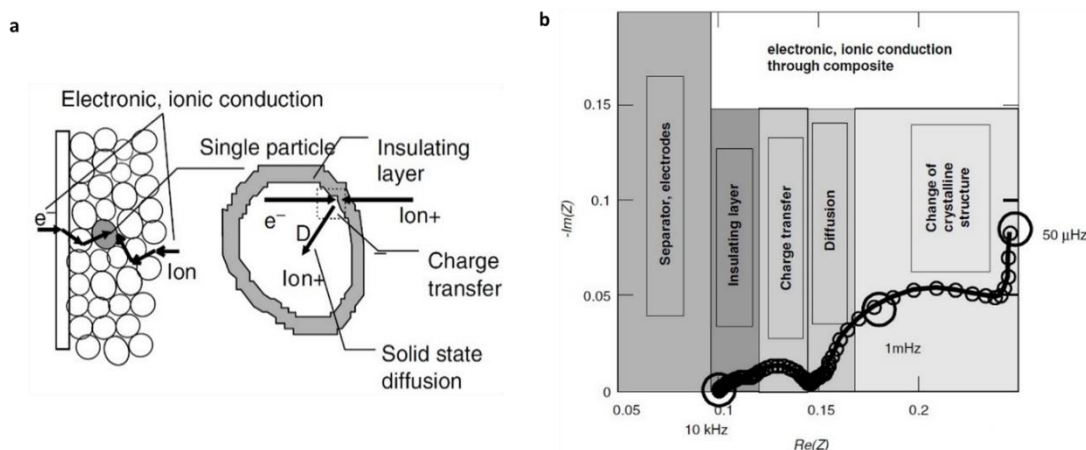 a
Electronic, ionic conduction
Single particle
Insulating
layer
e⁻
Ion
e⁻
D
Ion+
Ion+
Charge
transfer
Solid state
diffusion
b
electronic, ionic conduction
through composite
Separator, electrodes
Insulating layer
Charge transfer
Diffusion
Change of
crystalline
structure
-Im(Z)
0.15
0.1
0.05
0
50 µHz
1mHz
10 kHz
0.05
0.1
0.15
0.2
Re(Z)